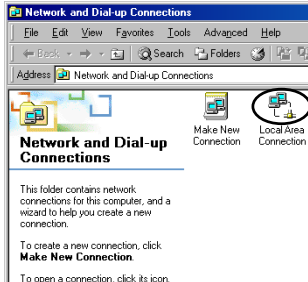 Network and Dial-up Connections
File Edit View Favorites Tools Advanced Help
Back Search Folders
Address Network and Dial-up Connections
Make New Connection
Local Area Connection
Network and Dial-up
Connections
This folder contains network
connections for this computer, and a
wizard to help you create a new
connection.
To create a new connection, click
Make New Connection.
To open a connection, click its icon.